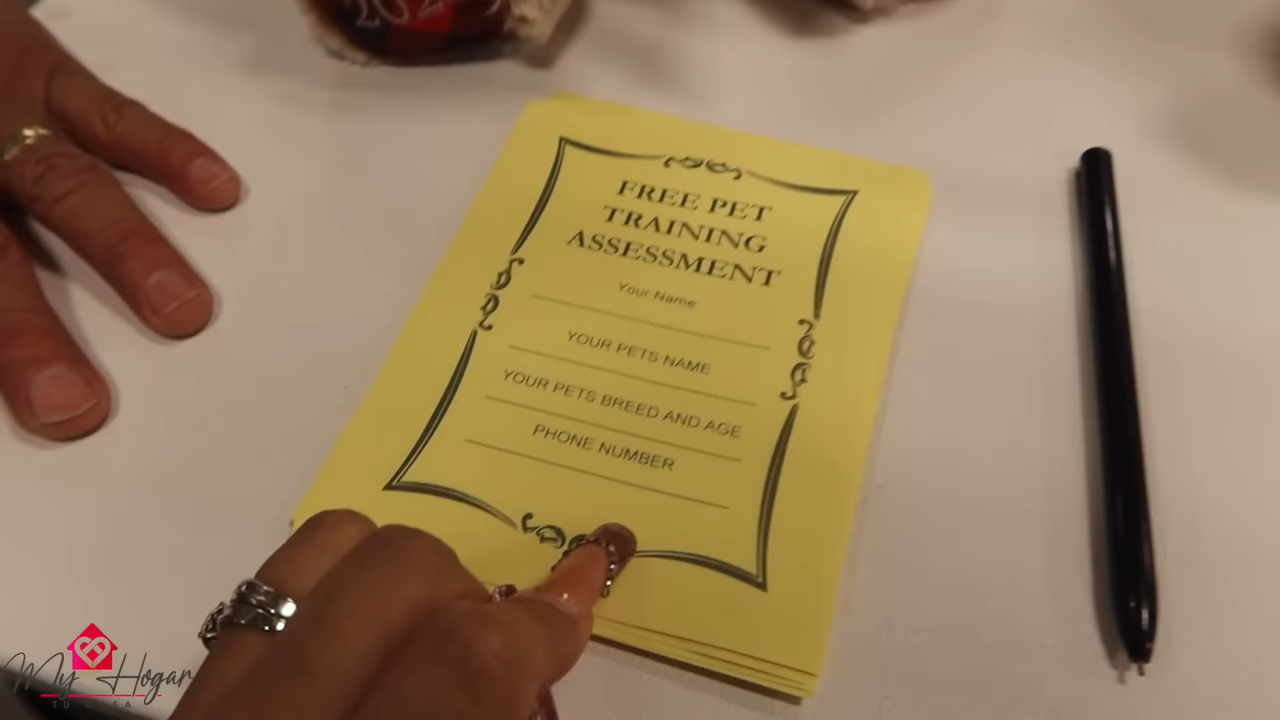 FREE PET
TRAINING
ASSESSMENT
Your Name
YOUR PETS NAME
YOUR PETS BREED AND AGE
PHONE NUMBER
My Hogar